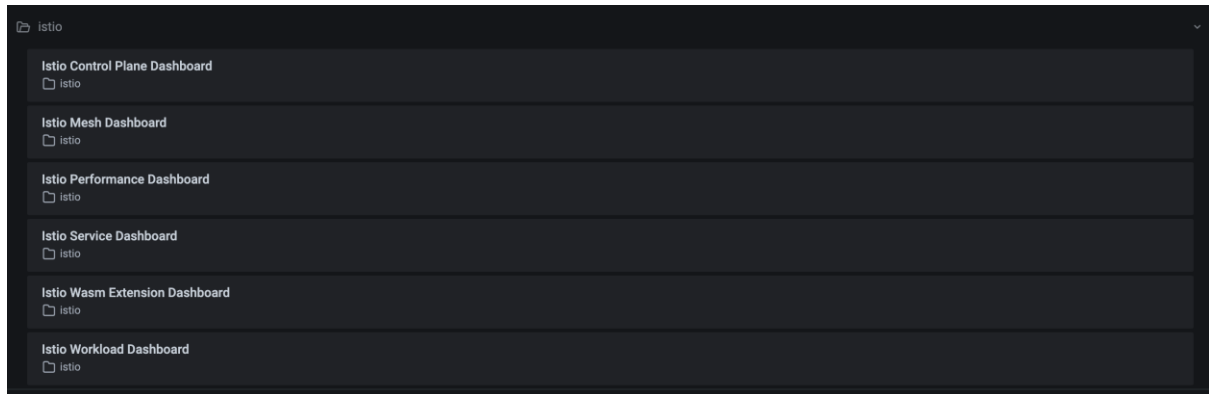 istio
Istio Control Plane Dashboard
istio
Istio Mesh Dashboard
istio
Istio Performance Dashboard
istio
Istio Service Dashboard
istio
Istio Wasm Extension Dashboard
istio
Istio Workload Dashboard
istio